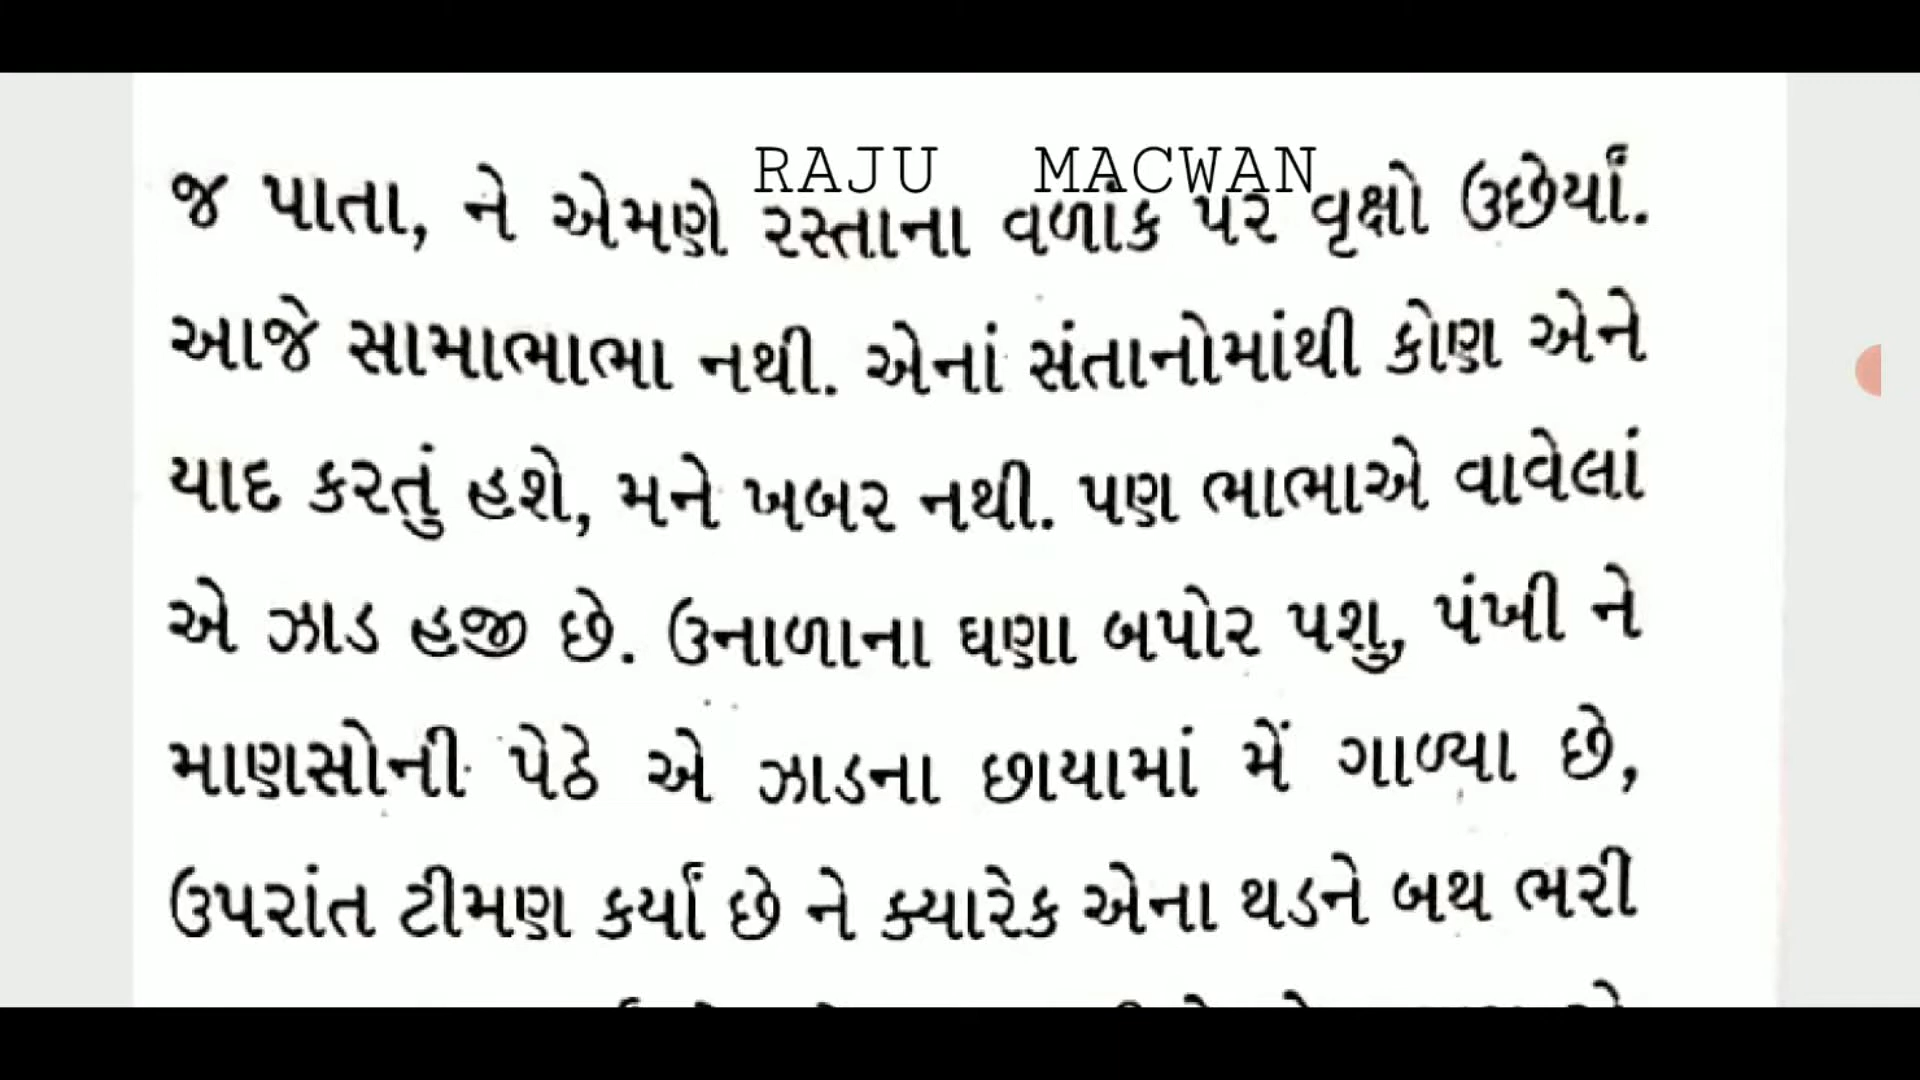 RAJU MACWAN
જ પાતા, ને એમણે રસ્તાના વળાંક પર વૃક્ષો ઉછેર્યાં.
આજે સામાભાભા નથી. એનાં સંતાનોમાંથી કોણ એને
યાદ કરતું હશે, મને ખબર નથી. પણ ભાભાએ વાવેલાં
એ ઝાડ હજી છે. ઉનાળાના ઘણા બપોર પશુ, પંખી ને
માણસોની પેઠે એ ઝાડના છાયામાં મેં ગાળ્યા છે,
ઉપરાંત ટીમણ કર્યાં છે ને ક્યારેક એના થડને બથ ભરી